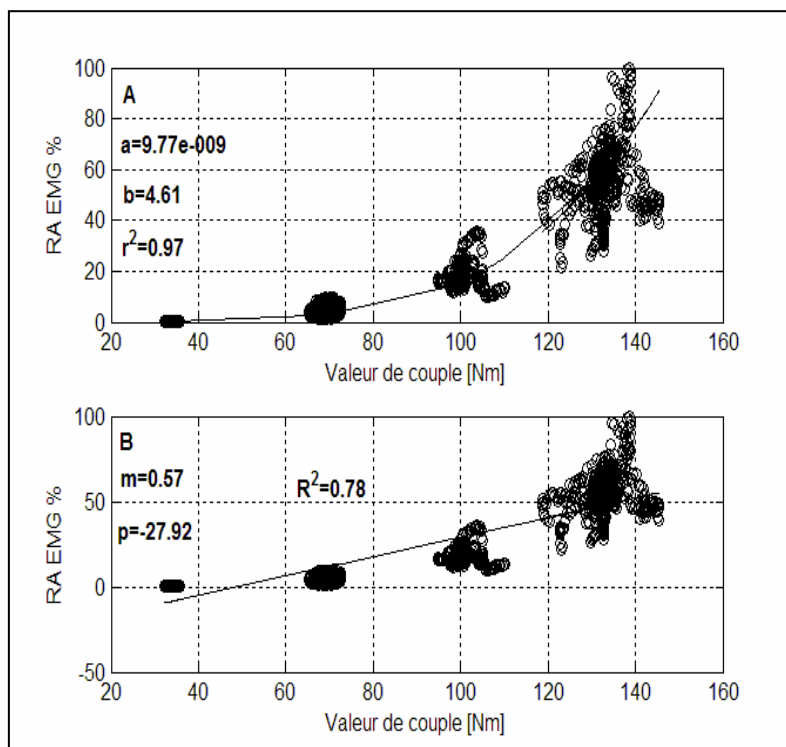 100
80
60
40
20
0
RA EMG %
A
a=9.77e-009
b=4.61
r²=0.97
20 40 60 80 100 120 140 160
Valeur de couple [Nm]
100
50
0
-50
RA EMG %
B
m=0.57
R²=0.78
p=-27.92
20 40 60 80 100 120 140 160
Valeur de couple [Nm]